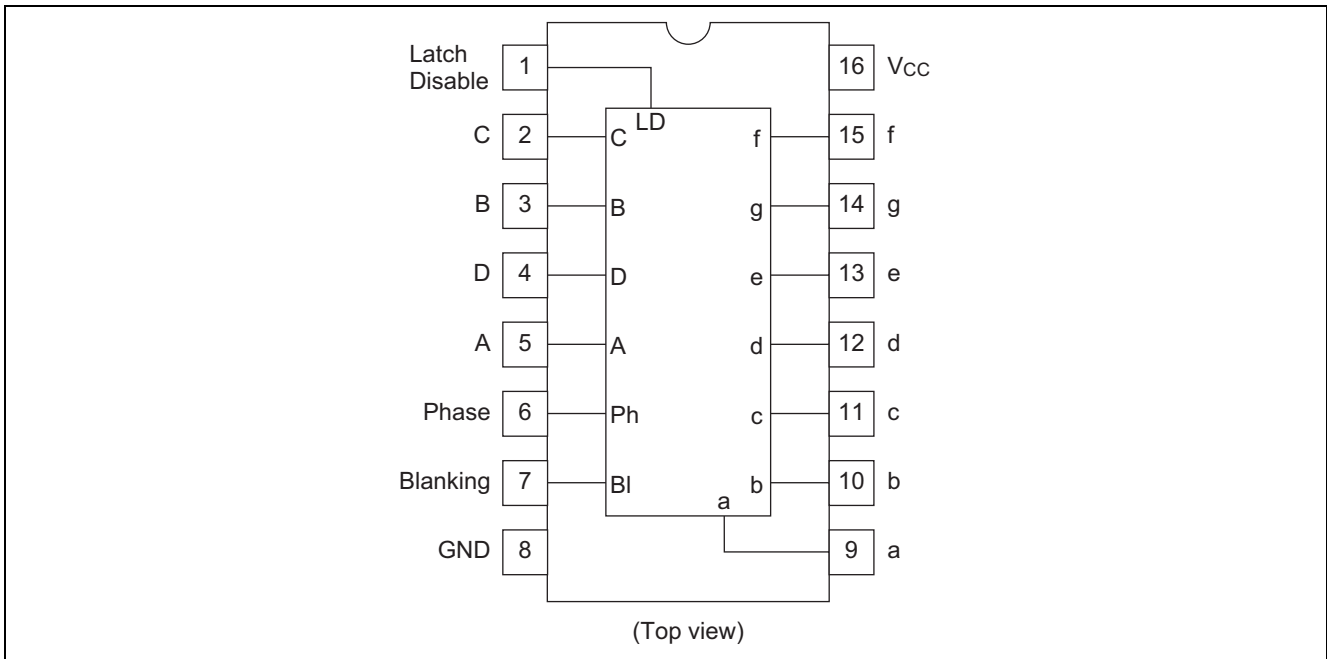 Latch
Disable 1 16 VCC
LD
C 2 C f 15 f
B 3 B g 14 g
D 4 D e 13 e
A 5 A d 12 d
Phase 6 Ph c 11 c
Blanking 7 BI b 10 b
a
GND 8 9 a
(Top view)